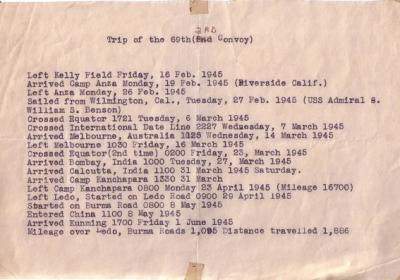 3RD
Trip of the 69th(2nd Convoy)
Left Kelly Field Friday, 16 Feb. 1945
Arrived Camp Anza Monday, 19 Feb. 1945 (Riverside Calif.)
Left Anza Monday, 26 Feb. 1945
Sailed from Wilmington, Cal., Tuesday, 27 Feb. 1945 (USS Admiral S.
William S. Benson)
Crossed Equator 1721 Tuesday, 6 March 1945
Crossed International Date Line 2227 Wednesday, 7 March 1945
Arrived Melbourne, Australia 1025 Wednesday, 14 March 1945
Left Melbourne 1030 Friday, 16 March 1945
Crossed Equator(2nd time) 0200 Friday, 23, March 1945
Arrived Bombay, India 1000 Tuesday, 27, March 1945
Arrived Calcutta, India 1100 31 March 1945 Saturday.
Arrived Camp Kanchapara 1330 31 March
Left Camp Kanchapara 0800 Monday 23 April 1945 (Mileage 16700)
Left Ledo, Started on Ledo Road 0900 29 April 1945
Started on Burma Road 0800 8 May 1945
Entered China 1100 8 May 1945
Arrived Kunming 1700 Friday 1 June 1945
Mileage over Ledo, Burma Roads 1,095 Distance travelled 1,886